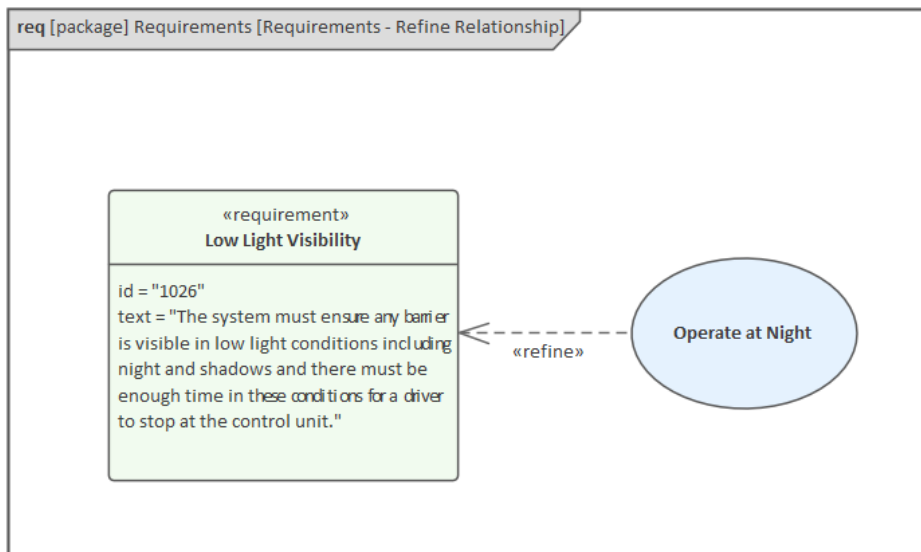 req [package] Requirements [Requirements - Refine Relationship]
«requirement»
Low Light Visibility
id = "1026"
text = "The system must ensure any barrier
is visible in low light conditions including
night and shadows and there must be
enough time in these conditions for a driver
to stop at the control unit."
Operate at Night
«refine»